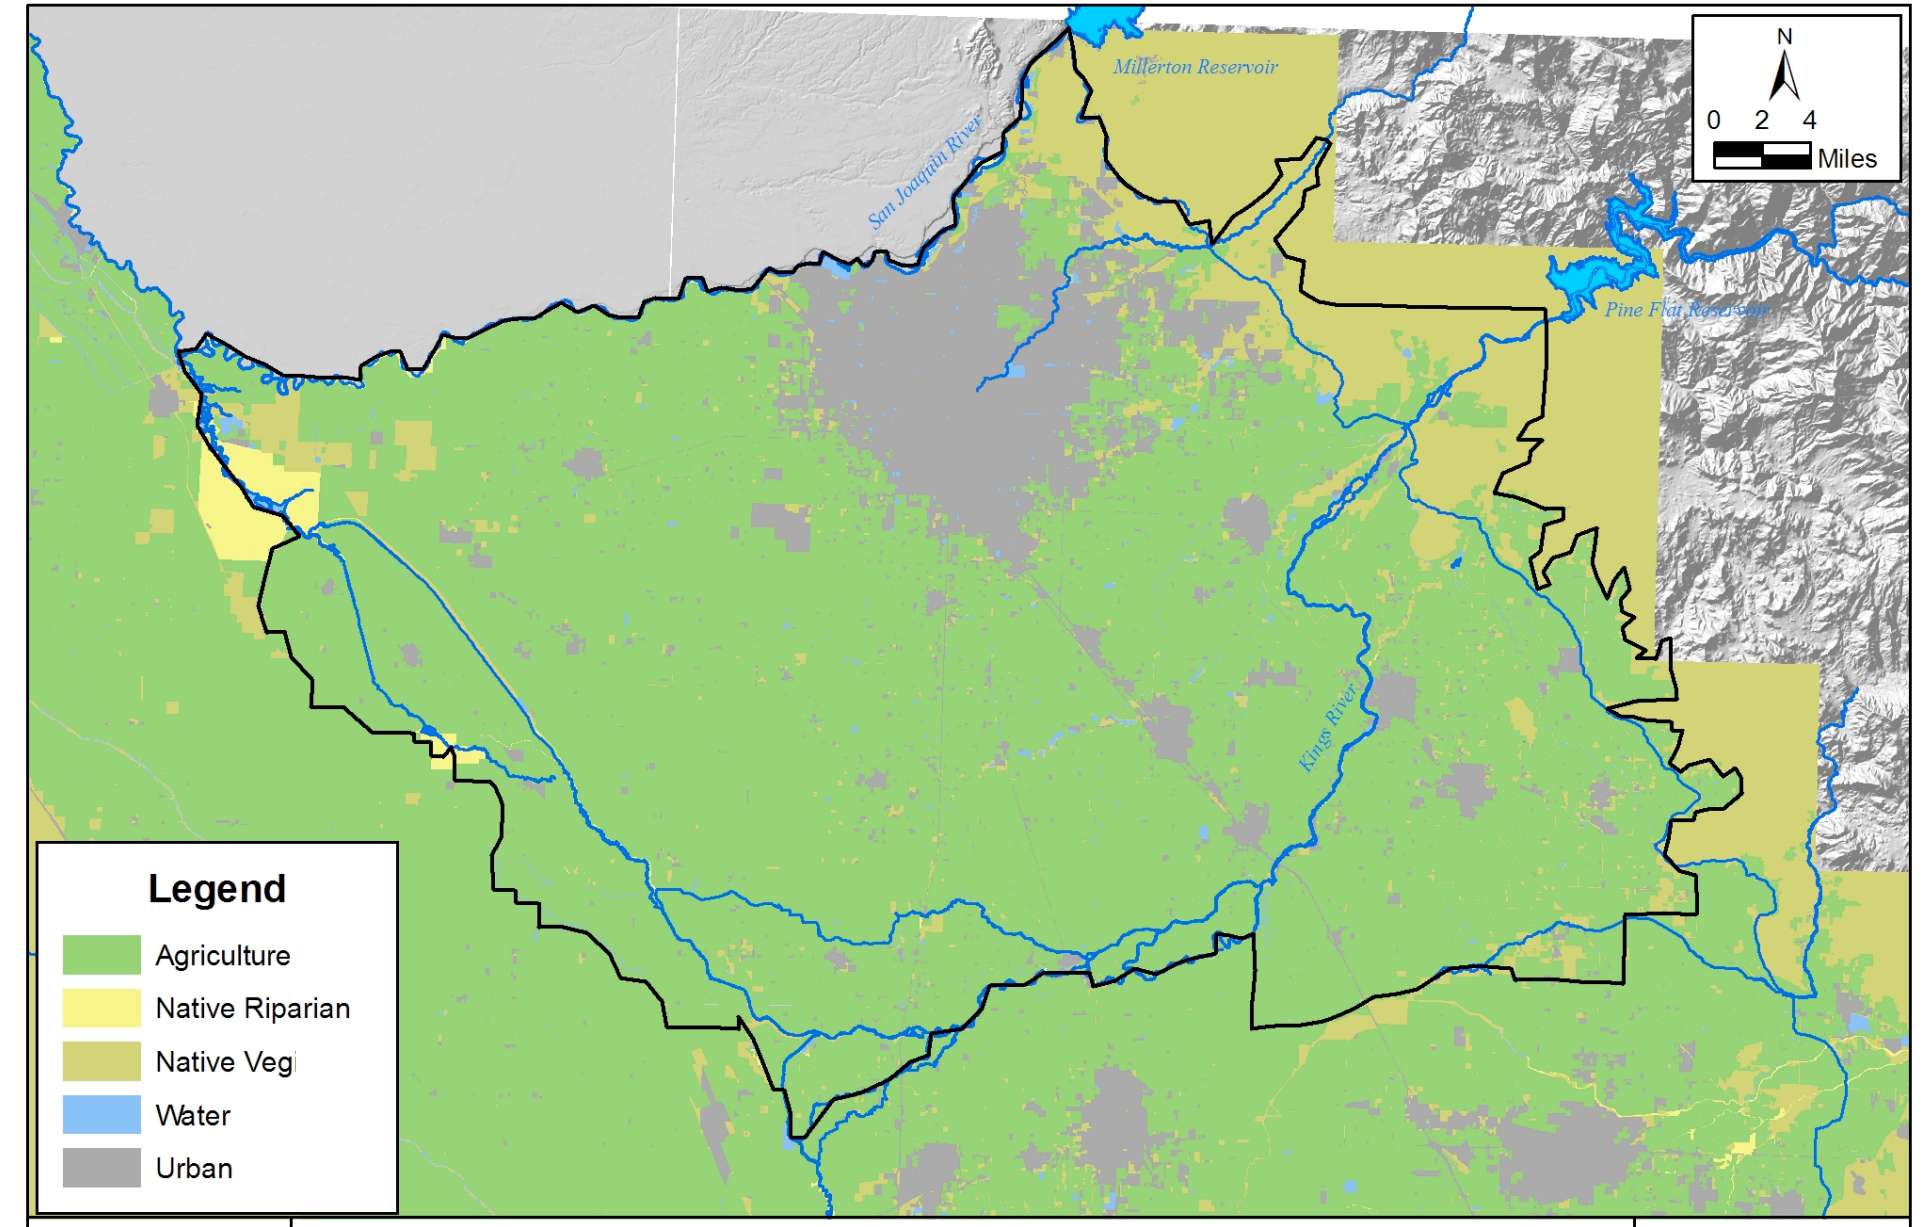 N
0 2 4
Miles
Millerton Reservoir
San Joaquin River
Pine Flat Reservoir
Kings River
Legend
Agriculture
Native Riparian
Native Veg
Water
Urban